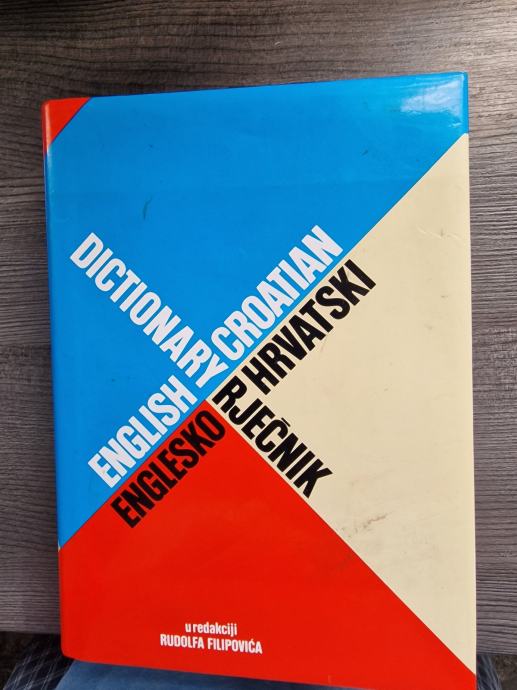 DICTIONARY
ENGLISH CROATIAN
ENGLESKO HRVATSKI
RJEČNIK
u redakciji
RUDOLFA FILIPOVIĆA